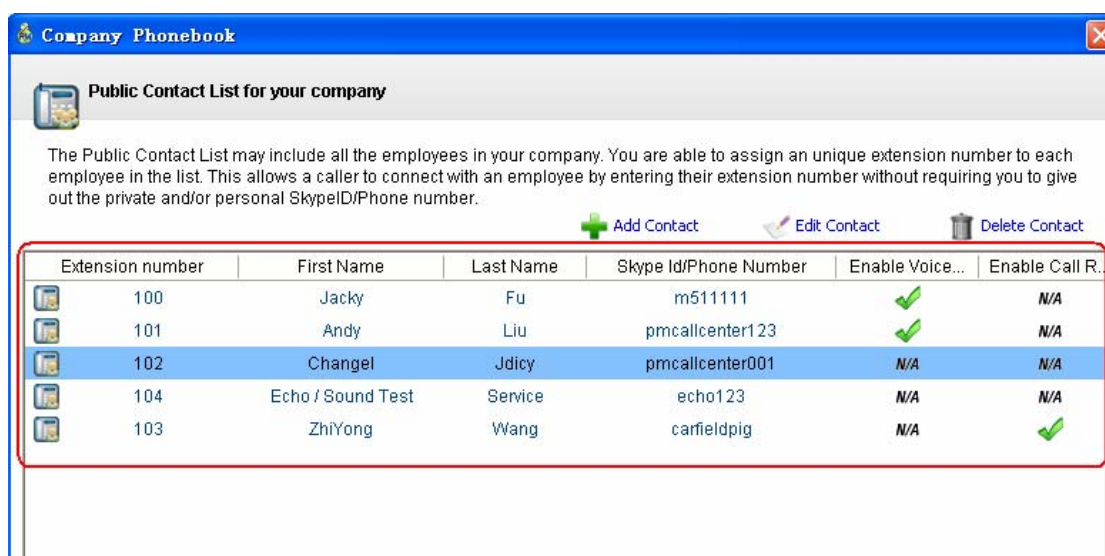 Company Phonebook
Public Contact List for your company
The Public Contact List may include all the employees in your company. You are able to assign an unique extension number to each
employee in the list. This allows a caller to connect with an employee by entering their extension number without requiring you to give
out the private and/or personal SkypeID/Phone number.
Add Contact Edit Contact Delete Contact
Extension number First Name Last Name Skype Id/Phone Number Enable Voice... Enable Call R..
100 Jacky Fu m511111 N/A
101 Andy Liu pmcallcenter123 N/A
102 Changel Jdicy pmcallcenter001 N/A N/A
104 Echo / Sound Test Service echo123 N/A N/A
103 ZhiYong Wang carfieldpig N/A